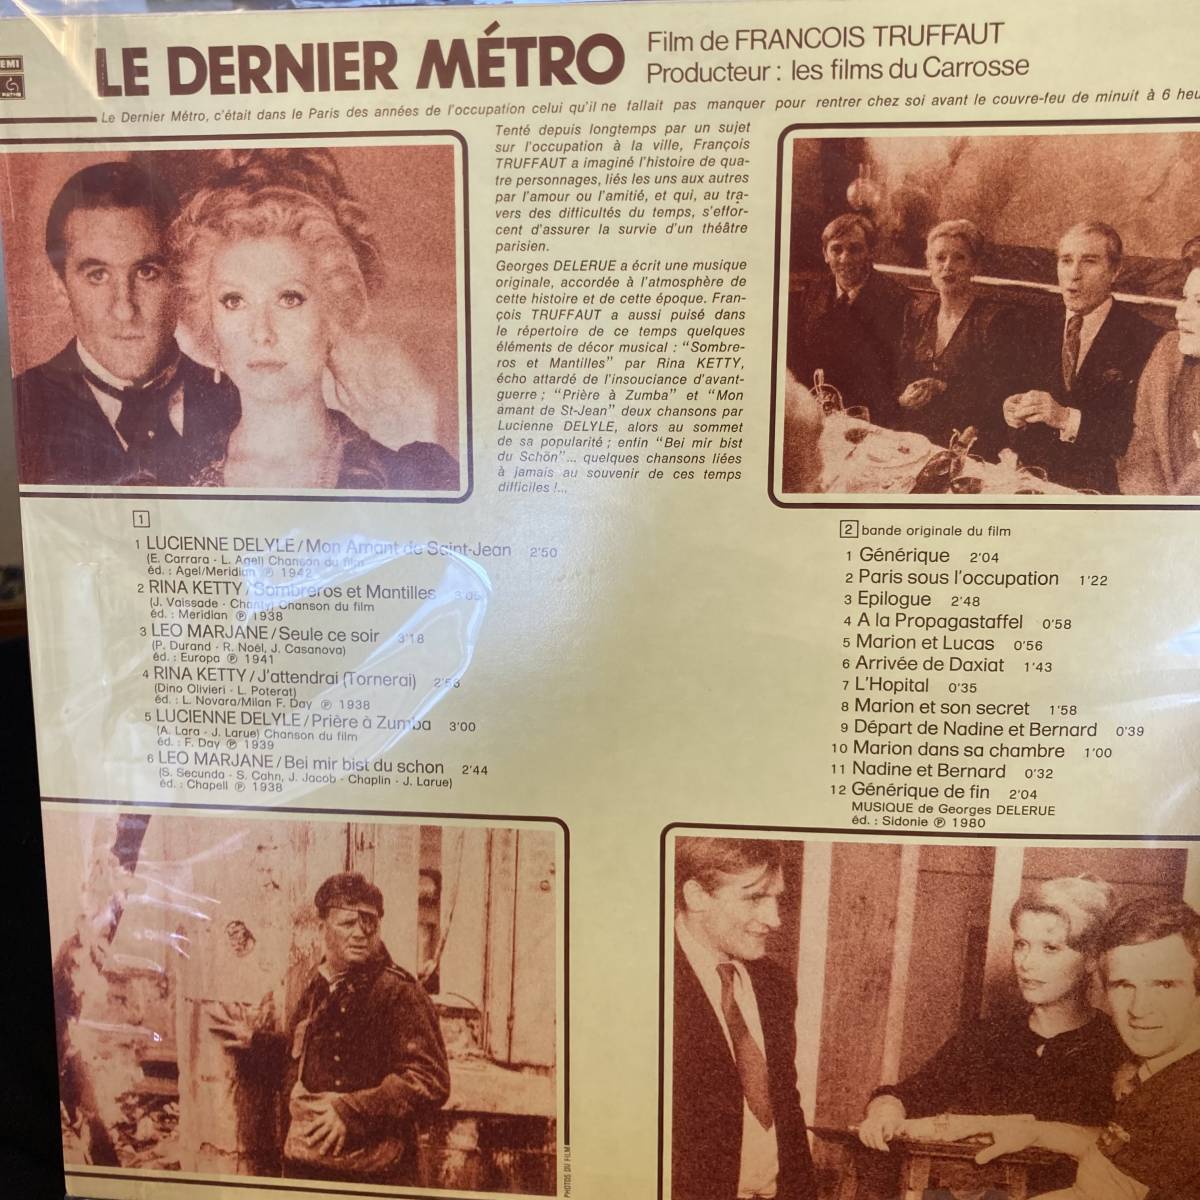 EMI
LE DERNIER MÉTRO
Film de FRANCOIS TRUFFAUT
Producteur : les films du Carrosse
Le Dernier Métro, c'était dans le Paris des années de l'occupation celui qu'il ne fallait pas manquer pour rentrer chez soi avant le couvre-feu de minuit à 6 heu
Tenté depuis longtemps par un sujet
sur l'occupation à la ville, François
TRUFFAUT a imaginé l'histoire de qua-
tre personnages, liés les uns aux autres
par l'amour ou l'amitié, et qui, au tra-
vers des difficultés du temps, s'effor-
cent d'assurer la survie d'un théâtre
parisien.
Georges DELERUE a écrit une musique
originale, accordée à l'atmosphère de
cette histoire et de cette époque. Fran-
çois TRUFFAUT a aussi puisé dans
le répertoire de ce temps quelques
éléments de décor musical : "Sombre-
ros et Mantilles" par Rina KETTY,
écho attardé de l'insouciance d'avant-
guerre ; "Prière à Zumba" et "Mon
amant de St-Jean" deux chansons par
Lucienne DELYLE, alors au sommet
de sa popularité ; enfin "Bei mir bist
du Schön"... quelques chansons liées
à jamais au souvenir de ces temps
difficiles !...
1
1 LUCIENNE DELYLE / Mon Amant de Saint-Jean 2'50
(E. Carrara - L. Agel) Chanson du film
éd. : Agel/Meridian ℗ 1942
2 RINA KETTY / Sombreros et Mantilles 3'05
(J. Vaissade - Chanty) Chanson du film
éd. : Meridian ℗ 1938
3 LEO MARJANE / Seule ce soir 3'18
(P. Durand - R. Noël, J. Casanova)
éd. : Europa ℗ 1941
4 RINA KETTY / J'attendrai (Tornerai)
(Dino Olivieri - L. Poterat)
éd. : L. Novara/Milan F. Day ℗ 1938
5 LUCIENNE DELYLE / Prière à Zumba 3'00
(A. Lara - J. Larue) Chanson du film
éd. : F. Day ℗ 1939
6 LEO MARJANE / Bei mir bist du schon 2'44
(S. Secunda - S. Cahn, J. Jacob - Chaplin - J. Larue)
éd. : Chapell ℗ 1938
2 bande originale du film
1 Générique 2'04
2 Paris sous l'occupation 1'22
3 Epilogue 2'48
4 A la Propagastaffel 0'58
5 Marion et Lucas 0'56
6 Arrivée de Daxiat 1'43
7 L'Hopital 0'35
8 Marion et son secret 1'58
9 Départ de Nadine et Bernard 0'39
10 Marion dans sa chambre 1'00
11 Nadine et Bernard 0'32
12 Générique de fin 2'04
MUSIQUE de Georges DELERUE
éd. : Sidonie ℗ 1980
PHOTOS DU FILM